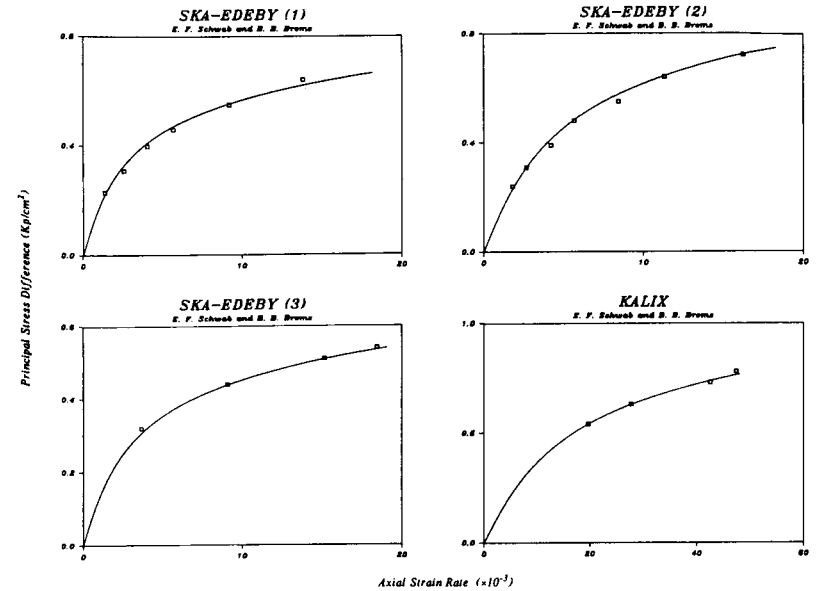 SKA-EDEBY (1)
E. F. Schwab and B. B. Broms
0.8
0.4
0.0
0
10
20
SKA-EDEBY (2)
E. F. Schwab and B. B. Broms
0.8
0.4
0.0
0
10
20
Principal Stress Difference (Kp/cm²)
SKA-EDEBY (3)
E. F. Schwab and B. B. Broms
0.6
0.4
0.2
0.0
0
10
20
KALIX
E. F. Schwab and B. B. Broms
1.0
0.5
0.0
0
20
40
60
Axial Strain Rate (×10⁻³)